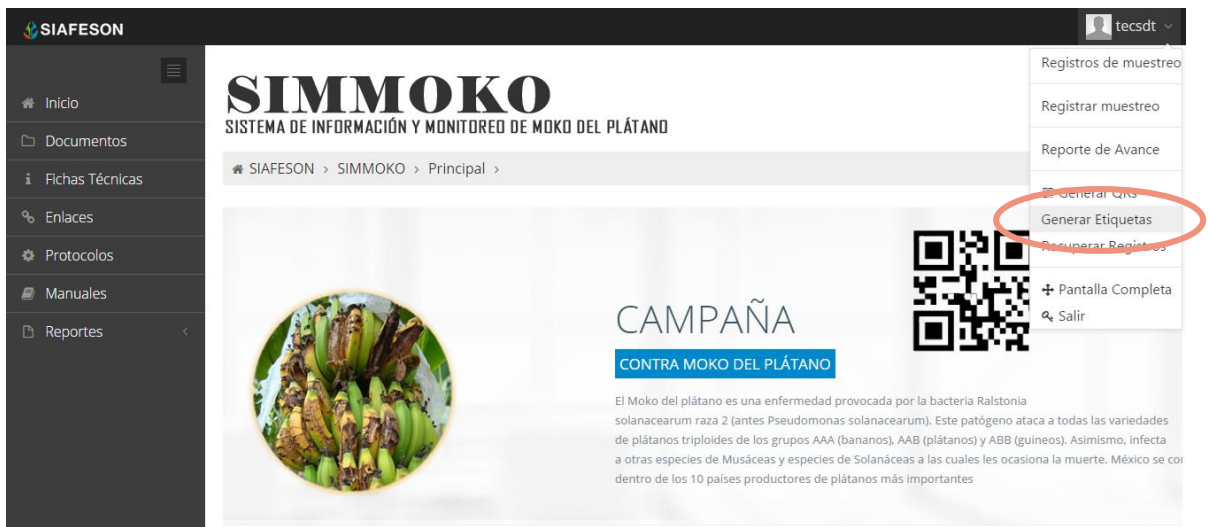 SIAFESON
tecsdt
Inicio
Documentos
Fichas Técnicas
Enlaces
Protocolos
Manuales
Reportes
SIMMOKO
SISTEMA DE INFORMACIÓN Y MONITOREO DE MOKO DEL PLÁTANO
SIAFESON > SIMMOKO > Principal >
Registros de muestreo
Registrar muestreo
Reporte de Avance
Generar QRs
Generar Etiquetas
Recuperar Registros
Pantalla Completa
Salir
CAMPAÑA
CONTRA MOKO DEL PLÁTANO
El Moko del plátano es una enfermedad provocada por la bacteria Ralstonia
solanacearum raza 2 (antes Pseudomonas solanacearum). Este patógeno ataca a todas las variedades
de plátanos triploides de los grupos AAA (bananos), AAB (plátanos) y ABB (guineos). Asimismo, infecta
a otras especies de Musáceas y especies de Solanáceas a las cuales les ocasiona la muerte. México se
dentro de los 10 países productores de plátanos más importantes